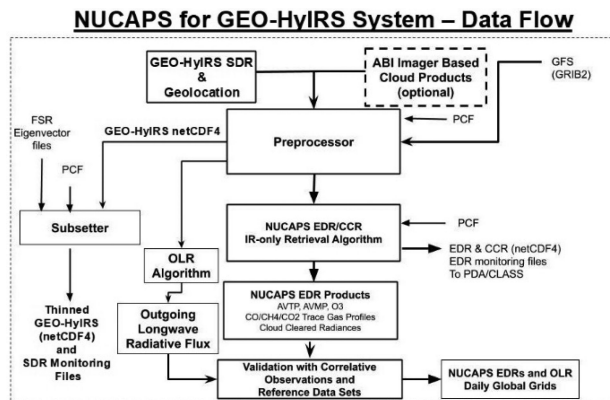 NUCAPS for GEO-HyIRS System – Data Flow
GEO-HyIRS SDR
& Geolocation
ABI Imager Based
Cloud Products
(optional)
GFS
(GRIB2)
FSR
Eigenvector
files
PCF
GEO-HyIRS netCDF4
Preprocessor
PCF
Subsetter
OLR
Algorithm
NUCAPS EDR/CCR
IR-only Retrieval Algorithm
PCF
EDR & CCR (netCDF4)
EDR monitoring files
To PDA/CLASS
Thinned
GEO-HyIRS
(netCDF4)
and
SDR Monitoring
Files
Outgoing
Longwave
Radiative Flux
NUCAPS EDR Products
AVTP, AVMP, O3
CO/CH4/CO2 Trace Gas Profiles
Cloud Cleared Radiances
Validation with Correlative
Observations and
Reference Data Sets
NUCAPS EDRs and OLR
Daily Global Grids